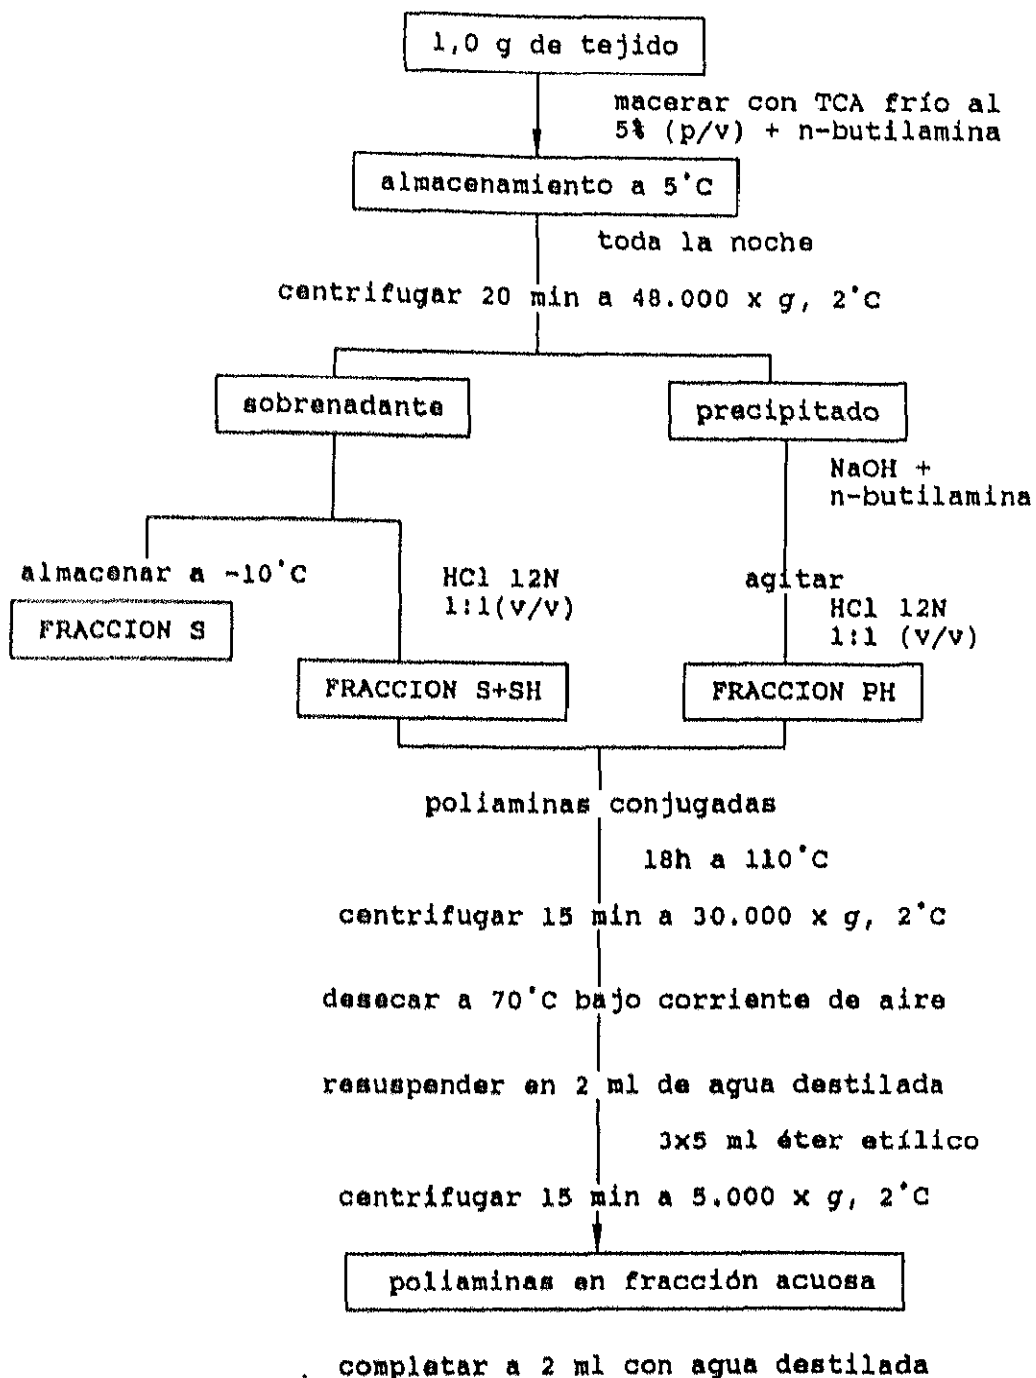 1,0 g de tejido
macerar con TCA frío al
5% (p/v) + n-butilamina
almacenamiento a 5°C
toda la noche
centrifugar 20 min a 48.000 x g, 2°C
sobrenadante
precipitado
NaOH +
n-butilamina
almacenar a -10°C
FRACCION S
HCl 12N
1:1(v/v)
agitar
HCl 12N
1:1 (v/v)
FRACCION S+SH
FRACCION PH
poliaminas conjugadas
18h a 110°C
centrifugar 15 min a 30.000 x g, 2°C
desecar a 70°C bajo corriente de aire
resuspender en 2 ml de agua destilada
3x5 ml éter etílico
centrifugar 15 min a 5.000 x g, 2°C
poliaminas en fracción acuosa
completar a 2 ml con agua destilada